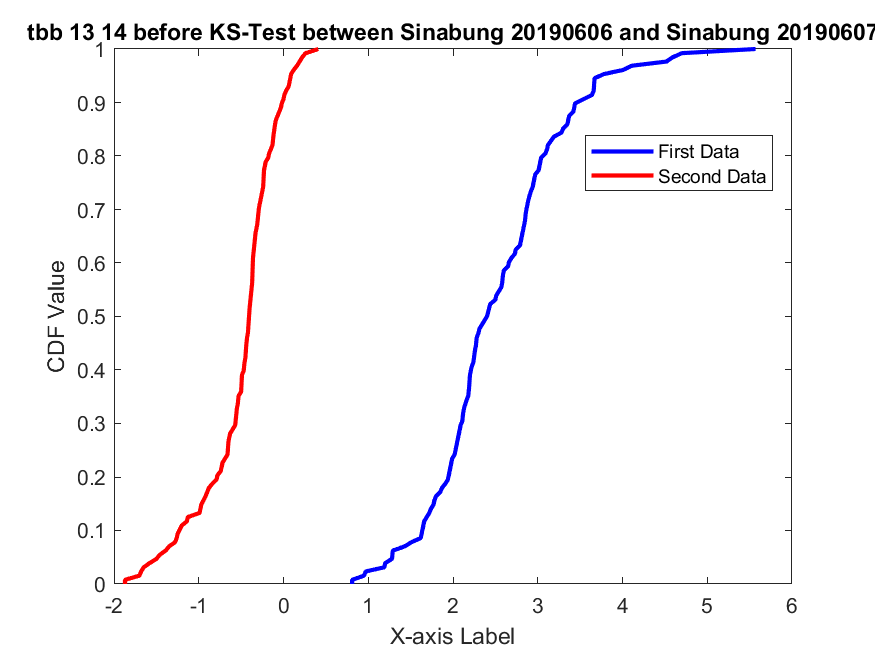 tbb 13 14 before KS-Test between Sinabung 20190606 and Sinabung 20190607
1
0.9
0.8
0.7
0.6
0.5
0.4
0.3
0.2
0.1
0
CDF Value
First Data
Second Data
-2 -1 0 1 2 3 4 5 6
X-axis Label